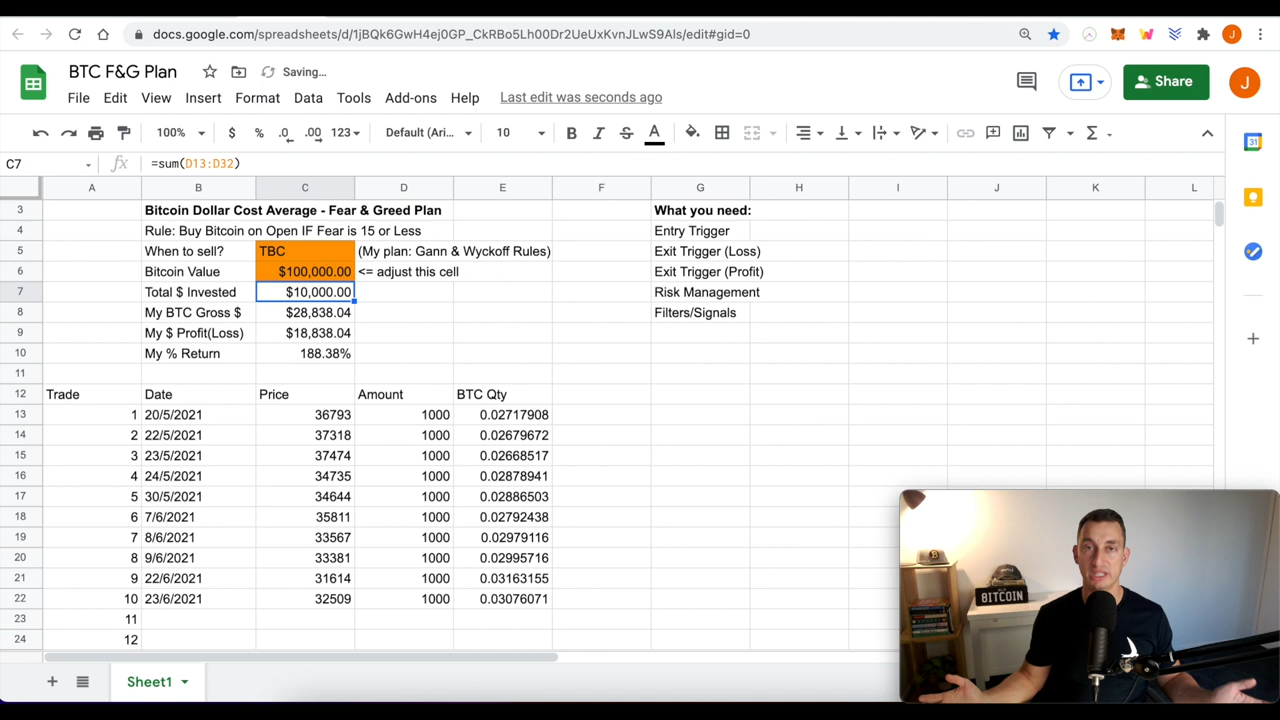 docs.google.com/spreadsheets/d/1jBQk6GwH4ej0GP_CkRBo5Lh00Dr2UeUxKvnJLwS9Als/edit#gid=0
BTC F&G Plan Saving...
File Edit View Insert Format Data Tools Add-ons Help Last edit was seconds ago
Share J
100% $ % .0 .00 123 Default (Ari... 10 B I S A
C7 fx =sum(D13:D32)
A B C D E F G H I J K L
3 Bitcoin Dollar Cost Average - Fear & Greed Plan What you need:
4 Rule: Buy Bitcoin on Open IF Fear is 15 or Less Entry Trigger
5 When to sell? TBC (My plan: Gann & Wyckoff Rules) Exit Trigger (Loss)
6 Bitcoin Value $100,000.00 <= adjust this cell Exit Trigger (Profit)
7 Total $ Invested $10,000.00 Risk Management
8 My BTC Gross $ $28,838.04 Filters/Signals
9 My $ Profit(Loss) $18,838.04
10 My % Return 188.38%
11
12 Trade Date Price Amount BTC Qty
13 1 20/5/2021 36793 1000 0.02717908
14 2 22/5/2021 37318 1000 0.02679672
15 3 23/5/2021 37474 1000 0.02668517
16 4 24/5/2021 34735 1000 0.02878941
17 5 30/5/2021 34644 1000 0.02886503
18 6 7/6/2021 35811 1000 0.02792438
19 7 8/6/2021 33567 1000 0.02979116
20 8 9/6/2021 33381 1000 0.02995716
21 9 22/6/2021 31614 1000 0.03163155
22 10 23/6/2021 32509 1000 0.03076071
23 11
24 12
BITCOIN
Sheet1